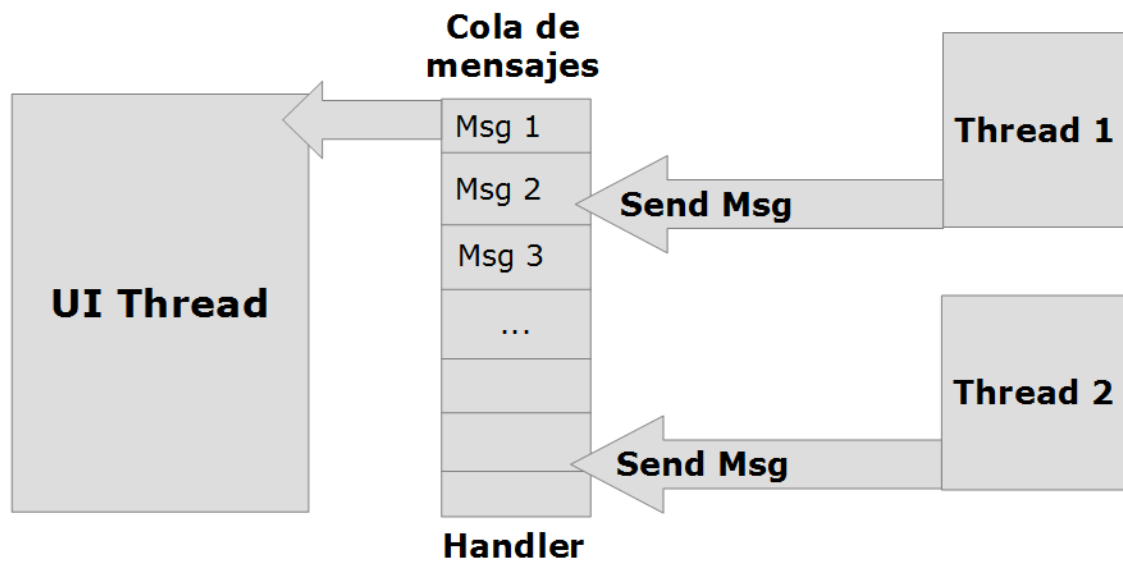 Cola de
mensajes
UI Thread
Msg 1
Msg 2
Msg 3
...
Handler
Send Msg
Thread 1
Send Msg
Thread 2